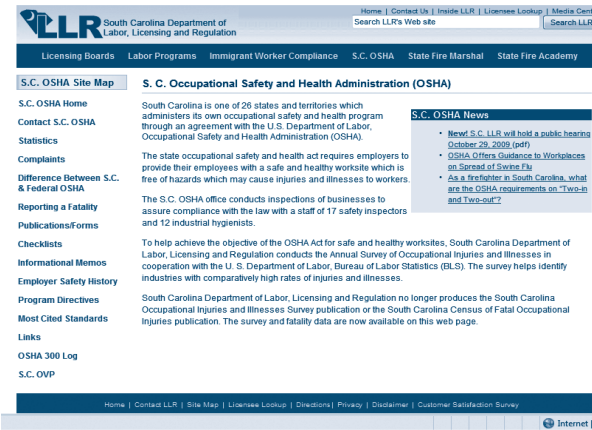 Home | Contact Us | Inside LLR | Licensee Lookup | Media Cent
LLR South Carolina Department of
Labor, Licensing and Regulation
Search LLR's Web site
Search LLR
Licensing Boards Labor Programs Immigrant Worker Compliance S.C. OSHA State Fire Marshal State Fire Academy
S.C. OSHA Site Map
S.C. OSHA Home
Contact S.C. OSHA
Statistics
Complaints
Difference Between S.C.
& Federal OSHA
Reporting a Fatality
Publications/Forms
Checklists
Informational Memos
Employer Safety History
Program Directives
Most Cited Standards
Links
OSHA 300 Log
S.C. OVP
S. C. Occupational Safety and Health Administration (OSHA)
South Carolina is one of 26 states and territories which
administers its own occupational safety and health program
through an agreement with the U.S. Department of Labor,
Occupational Safety and Health Administration (OSHA).
The state occupational safety and health act requires employers to
provide their employees with a safe and healthy worksite which is
free of hazards which may cause injuries and illnesses to workers.
The S.C. OSHA office conducts inspections of businesses to
assure compliance with the law with a staff of 17 safety inspectors
and 12 industrial hygienists.
S.C. OSHA News
• New! S.C. LLR will hold a public hearing
October 29, 2009 (pdf)
• OSHA Offers Guidance to Workplaces
on Spread of Swine Flu
• As a firefighter in South Carolina, what
are the OSHA requirements on "Two-in
and Two-out"?
To help achieve the objective of the OSHA Act for safe and healthy worksites, South Carolina Department of
Labor, Licensing and Regulation conducts the Annual Survey of Occupational Injuries and Illnesses in
cooperation with the U. S. Department of Labor, Bureau of Labor Statistics (BLS). The survey helps identify
industries with comparatively high rates of injuries and illnesses.
South Carolina Department of Labor, Licensing and Regulation no longer produces the South Carolina
Occupational Injuries and Illnesses Survey publication or the South Carolina Census of Fatal Occupational
Injuries publication. The survey and fatality data are now available on this web page.
Home | Contact LLR | Site Map | Licensee Lookup | Directions | Privacy | Disclaimer | Customer Satisfaction Survey
Internet |